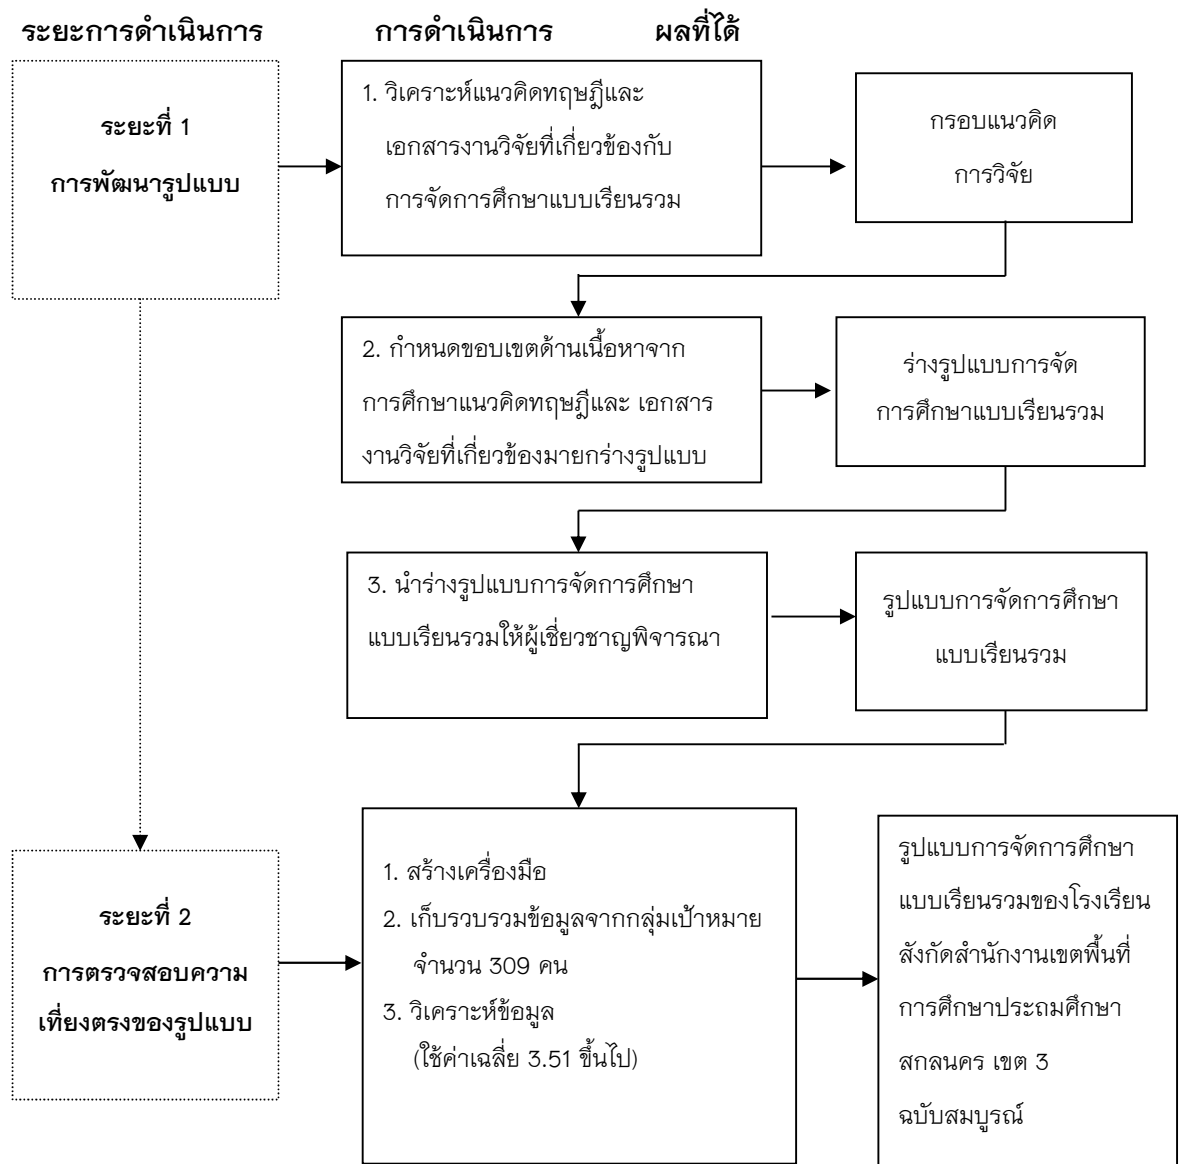 ระยะการดำเนินการ การดำเนินการ ผลที่ได้
ระยะที่ 1
การพัฒนารูปแบบ
1. วิเคราะห์แนวคิดทฤษฎีและ
เอกสารงานวิจัยที่เกี่ยวข้องกับ
การจัดการศึกษาแบบเรียนรวม
กรอบแนวคิด
การวิจัย
2. กำหนดขอบเขตด้านเนื้อหาจาก
การศึกษาแนวคิดทฤษฎีและ เอกสาร
งานวิจัยที่เกี่ยวข้องมายกร่างรูปแบบ
ร่างรูปแบบการจัด
การศึกษาแบบเรียนรวม
3. นำร่างรูปแบบการจัดการศึกษา
แบบเรียนรวมให้ผู้เชี่ยวชาญพิจารณา
รูปแบบการจัดการศึกษา
แบบเรียนรวม
ระยะที่ 2
การตรวจสอบความ
เที่ยงตรงของรูปแบบ
1. สร้างเครื่องมือ
2. เก็บรวบรวมข้อมูลจากกลุ่มเป้าหมาย
จำนวน 309 คน
3. วิเคราะห์ข้อมูล
(ใช้ค่าเฉลี่ย 3.51 ขึ้นไป)
รูปแบบการจัดการศึกษา
แบบเรียนรวมของโรงเรียน
สังกัดสำนักงานเขตพื้นที่
การศึกษาประถมศึกษา
สกลนคร เขต 3
ฉบับสมบูรณ์